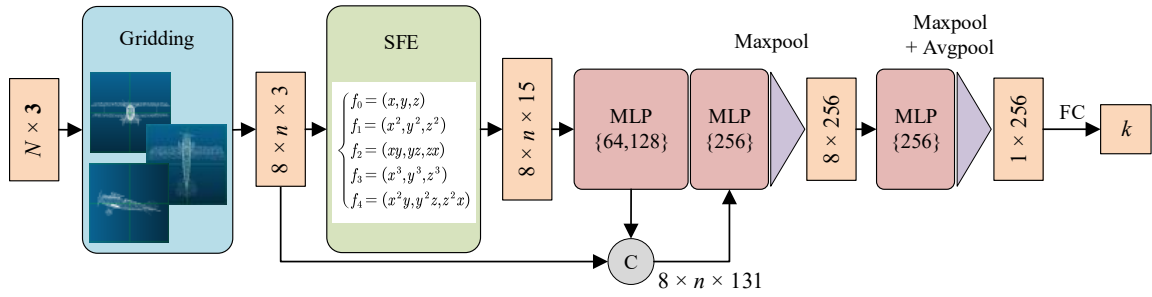 N × 3
Gridding
8 × n × 3
SFE
f₀ = (x, y, z)
f₁ = (x², y², z²)
f₂ = (xy, yz, zx)
f₃ = (x³, y³, z³)
f₄ = (x²y, y²z, z²x)
8 × n × 15
MLP
{64,128}
MLP
{256}
Maxpool
8 × 256
MLP
{256}
Maxpool
+ Avgpool
1 × 256
FC
k
C
8 × n × 131